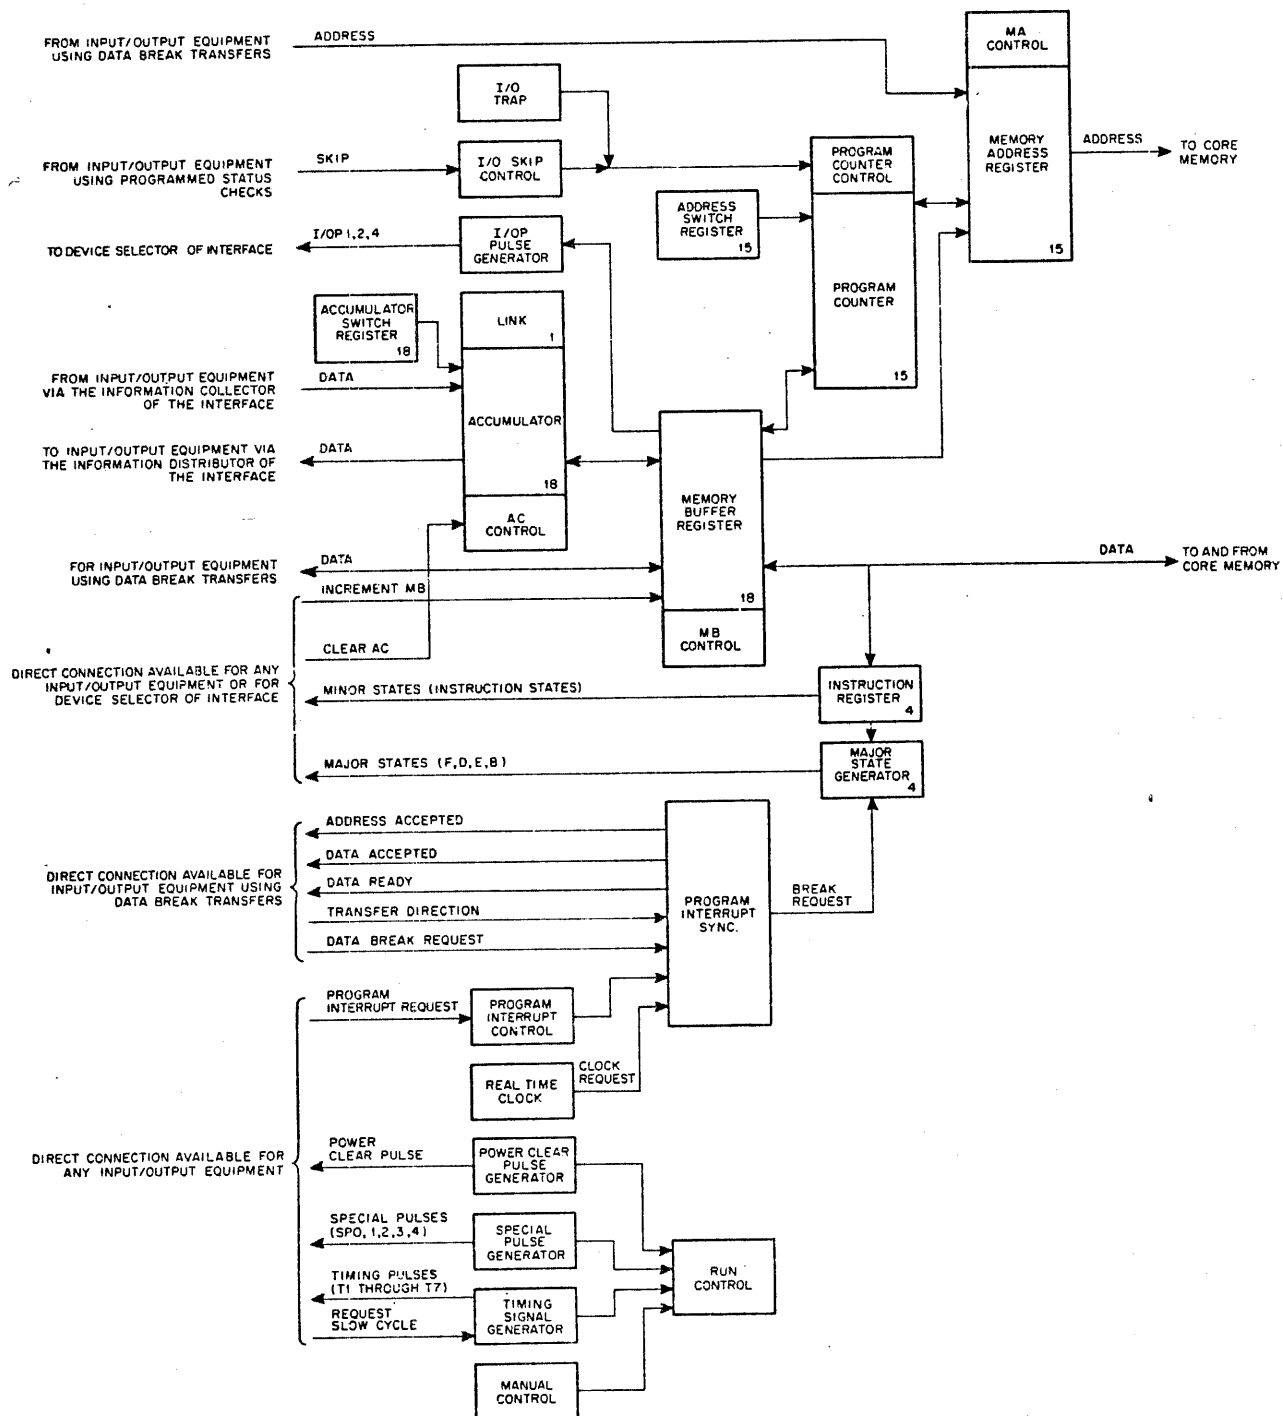 FROM INPUT/OUTPUT EQUIPMENT
USING DATA BREAK TRANSFERS
ADDRESS
MA
CONTROL
I/O
TRAP
MEMORY
ADDRESS
REGISTER
15
ADDRESS
TO CORE
MEMORY
FROM INPUT/OUTPUT EQUIPMENT
USING PROGRAMMED STATUS
CHECKS
SKIP
I/O SKIP
CONTROL
PROGRAM
COUNTER
CONTROL
ADDRESS
SWITCH
REGISTER
15
TO DEVICE SELECTOR OF INTERFACE
I/OP 1,2,4
I/OP
PULSE
GENERATOR
PROGRAM
COUNTER
15
ACCUMULATOR
SWITCH
REGISTER
18
LINK
1
FROM INPUT/OUTPUT EQUIPMENT
VIA THE INFORMATION COLLECTOR
OF THE INTERFACE
DATA
ACCUMULATOR
18
TO INPUT/OUTPUT EQUIPMENT VIA
THE INFORMATION DISTRIBUTOR OF
THE INTERFACE
DATA
AC
CONTROL
MEMORY
BUFFER
REGISTER
18
FOR INPUT/OUTPUT EQUIPMENT
USING DATA BREAK TRANSFERS
DATA
DATA
TO AND FROM
CORE MEMORY
INCREMENT MB
MB
CONTROL
CLEAR AC
DIRECT CONNECTION AVAILABLE FOR ANY
INPUT/OUTPUT EQUIPMENT OR FOR
DEVICE SELECTOR OF INTERFACE
MINOR STATES (INSTRUCTION STATES)
INSTRUCTION
REGISTER
4
MAJOR STATES (F,D,E,B)
MAJOR
STATE
GENERATOR
4
DIRECT CONNECTION AVAILABLE FOR
INPUT/OUTPUT EQUIPMENT USING
DATA BREAK TRANSFERS
ADDRESS ACCEPTED
DATA ACCEPTED
DATA READY
TRANSFER DIRECTION
DATA BREAK REQUEST
PROGRAM
INTERRUPT
SYNC.
BREAK
REQUEST
PROGRAM
INTERRUPT REQUEST
PROGRAM
INTERRUPT
CONTROL
REAL TIME
CLOCK
CLOCK
REQUEST
DIRECT CONNECTION AVAILABLE FOR
ANY INPUT/OUTPUT EQUIPMENT
POWER
CLEAR PULSE
POWER CLEAR
PULSE
GENERATOR
SPECIAL PULSES
(SP0,1,2,3,4)
SPECIAL
PULSE
GENERATOR
RUN
CONTROL
TIMING PULSES
(T1 THROUGH T7)
REQUEST
SLOW CYCLE
TIMING
SIGNAL
GENERATOR
MANUAL
CONTROL